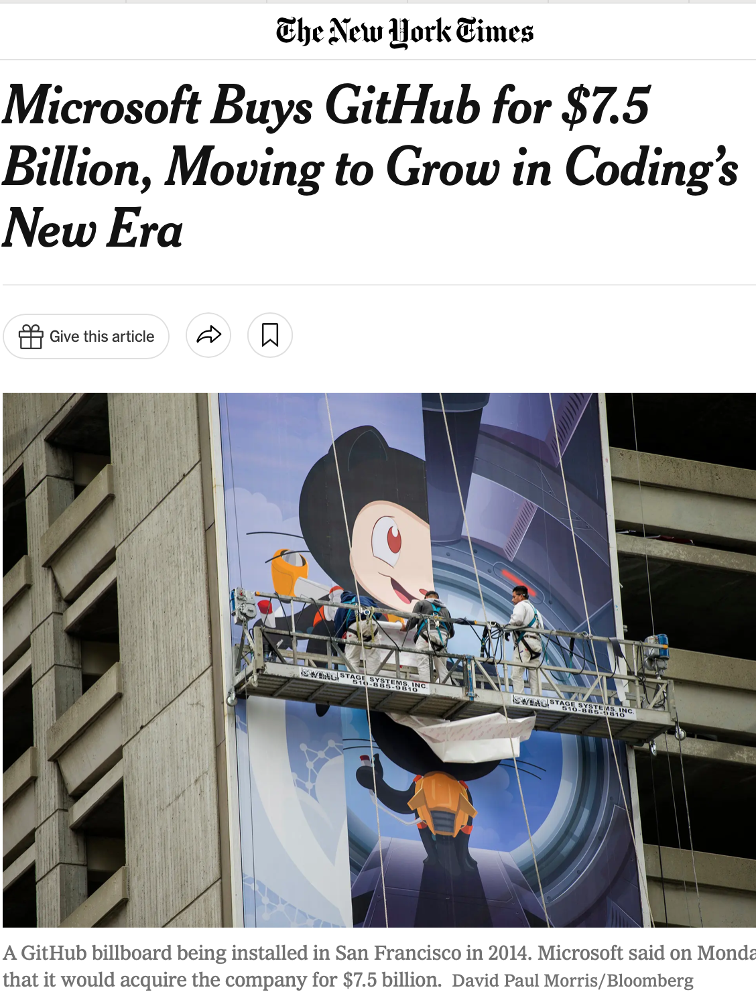 The New York Times
Microsoft Buys GitHub for $7.5
Billion, Moving to Grow in Coding’s
New Era
Give this article
SWING STAGE SYSTEMS, INC.
510-885-9810
SWING STAGE SYSTEMS, INC.
510-885-9810
A GitHub billboard being installed in San Francisco in 2014. Microsoft said on Monda
that it would acquire the company for $7.5 billion. David Paul Morris/Bloomberg